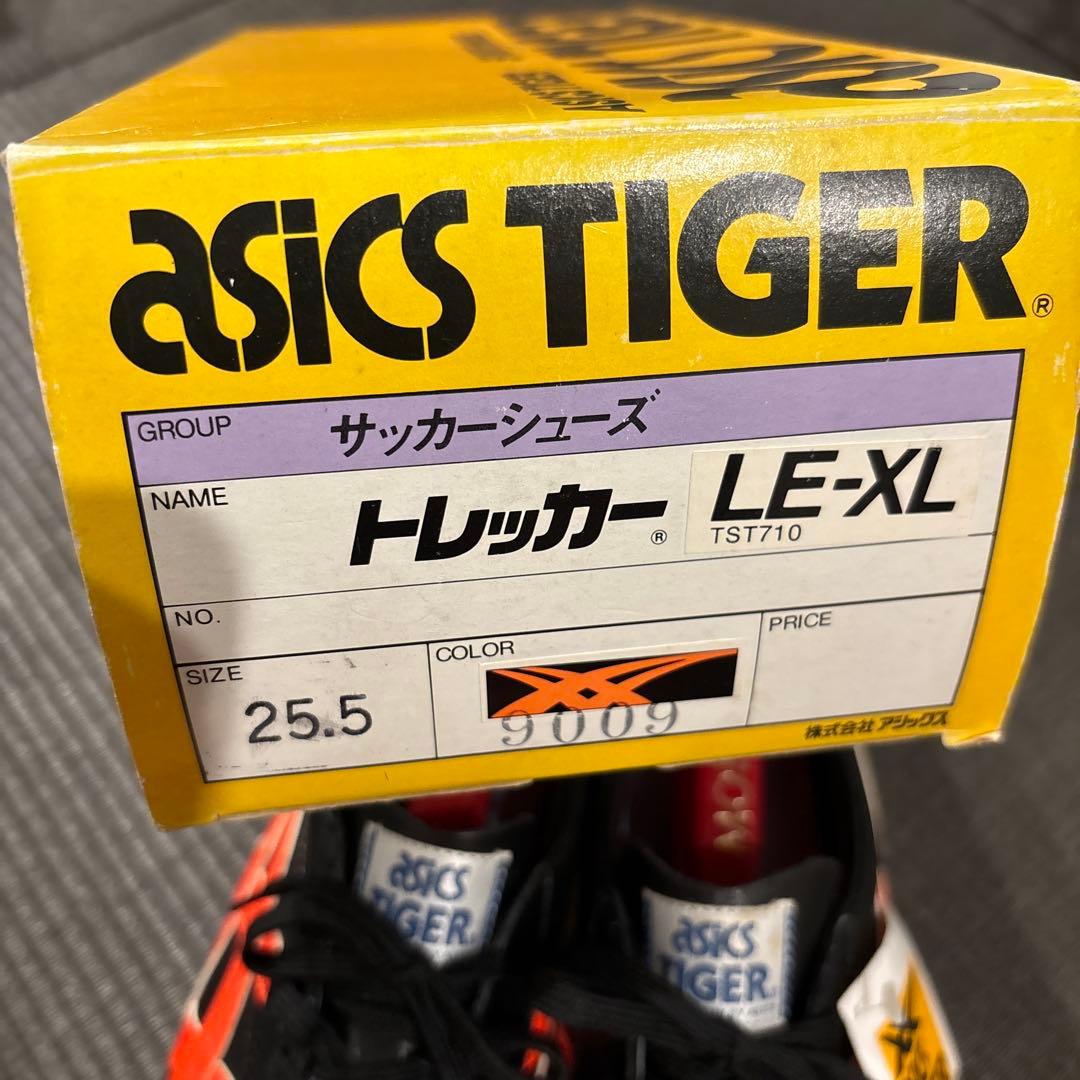 asics TIGER®
GROUP サッカーシューズ
NAME トレッカー® LE-XL
TST710
NO.
SIZE 25.5
COLOR 9009
PRICE
株式会社 アシックス
asics
TIGER
asics
TIGER